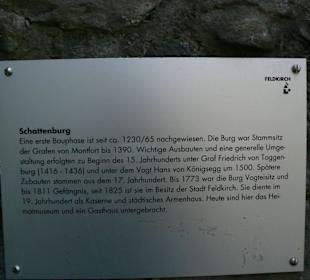 FELDKIRCH
Schattenburg
Eine erste Bauphase ist seit ca. 1230/65 nachgewiesen. Die Burg war Stammsitz
der Grafen von Montfort bis 1390. Wichtige Ausbauten und eine generelle Umge-
staltung erfolgten zu Beginn des 15. Jahrhunderts unter Graf Friedrich von Toggen-
burg (1416 - 1436) und unter dem Vogt Hans von Königsegg um 1500. Spätere
Zubauten stammen aus dem 17. Jahrhundert. Bis 1773 war die Burg Vogteisitz und
bis 1811 Gefängnis, seit 1825 ist sie im Besitz der Stadt Feldkirch. Sie diente im
19. Jahrhundert als Kaserne und städtisches Armenhaus. Heute sind hier das Hei-
matmuseum und ein Gasthaus untergebracht.